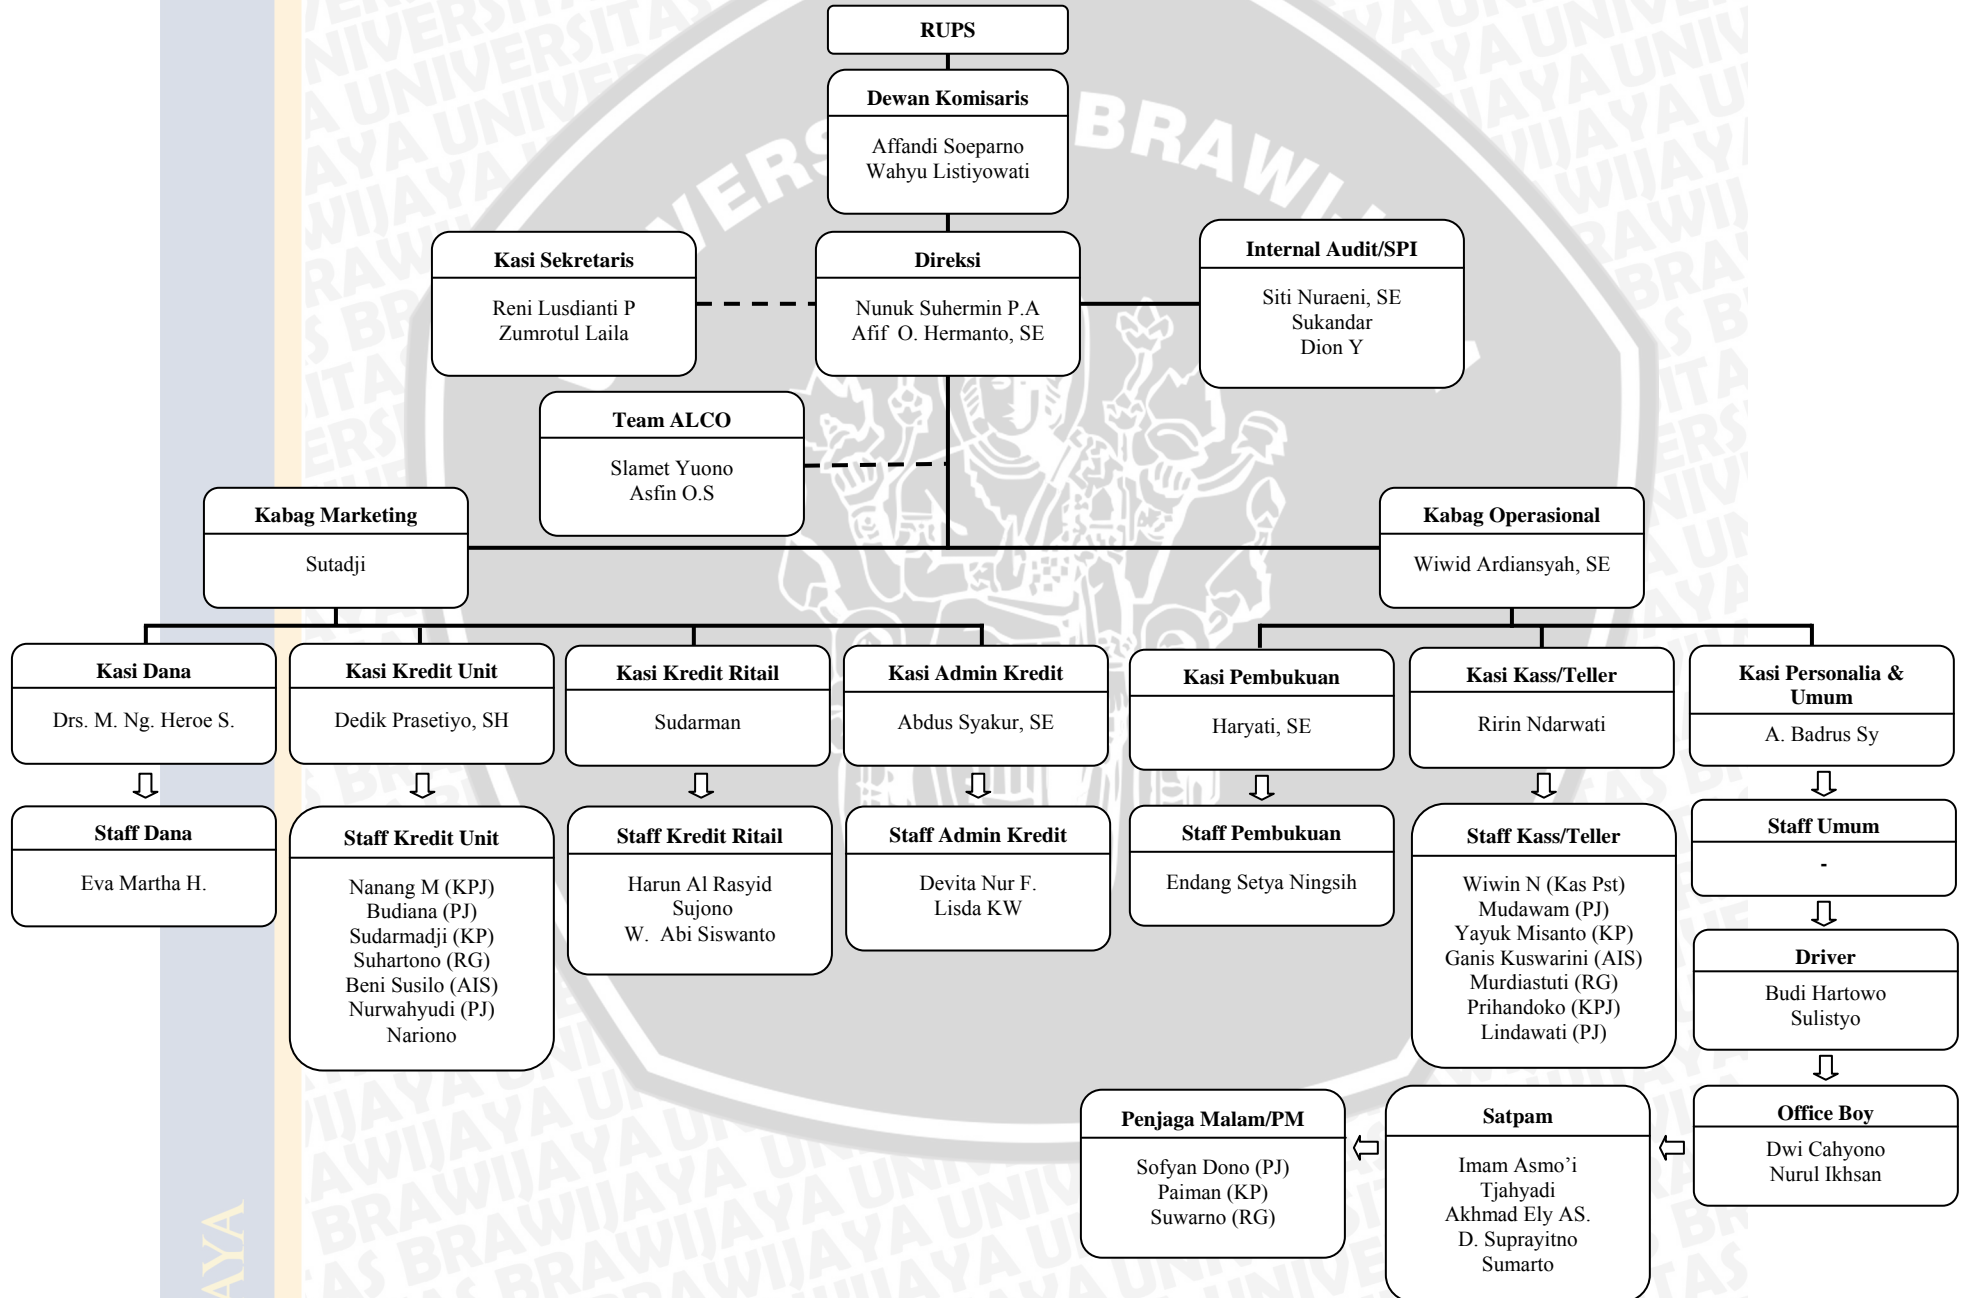 RUPS
Dewan Komisaris
Affandi Soeparno
Wahyu Listiyowati
Kasi Sekretaris
Reni Lusdianti P
Zumrotul Laila
Direksi
Nunuk Suhermin P.A
Afif O. Hermanto, SE
Internal Audit/SPI
Siti Nuraeni, SE
Sukandar
Dion Y
Team ALCO
Slamet Yuono
Asfin O.S
Kabag Marketing
Sutadji
Kabag Operasional
Wiwid Ardiansyah, SE
Kasi Dana
Drs. M. Ng. Heroe S.
Kasi Kredit Unit
Dedik Prasetiyo, SH
Kasi Kredit Ritail
Sudarman
Kasi Admin Kredit
Abdus Syakur, SE
Kasi Pembukuan
Haryati, SE
Kasi Kass/Teller
Ririn Ndarwati
Kasi Personalia &
Umum
A. Badrus Sy
Staff Dana
Eva Martha H.
Staff Kredit Unit
Nanang M (KPJ)
Budiana (PJ)
Sudarmadji (KP)
Suhartono (RG)
Beni Susilo (AIS)
Nurwahyudi (PJ)
Nariono
Staff Kredit Ritail
Harun Al Rasyid
Sujono
W. Abi Siswanto
Staff Admin Kredit
Devita Nur F.
Lisda KW
Staff Pembukuan
Endang Setya Ningsih
Staff Kass/Teller
Wiwin N (Kas Pst)
Mudawam (PJ)
Yayuk Misanto (KP)
Ganis Kuswarini (AIS)
Murdiastuti (RG)
Prihandoko (KPJ)
Lindawati (PJ)
Staff Umum
-
Driver
Budi Hartowo
Sulistyo
Office Boy
Dwi Cahyono
Nurul Ikhsan
Satpam
Imam Asmo’i
Tjahyadi
Akhmad Ely AS.
D. Suprayitno
Sumarto
Penjaga Malam/PM
Sofyan Dono (PJ)
Paiman (KP)
Suwarno (RG)